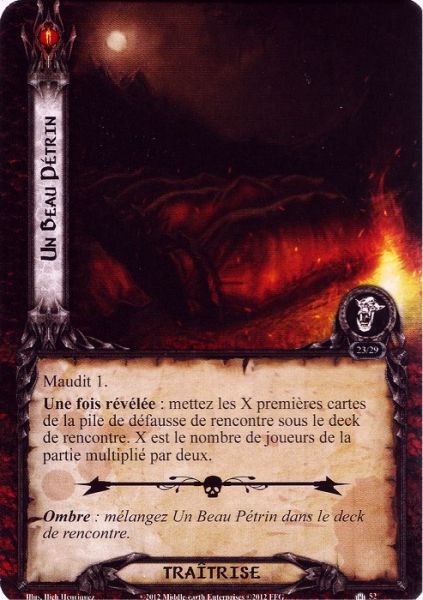 UN BEAU PÉTRIN
23/29
Maudit 1.
Une fois révélée : mettez les X premières cartes
de la pile de défausse de rencontre sous le deck
de rencontre. X est le nombre de joueurs de la
partie multiplié par deux.
Ombre : mélangez Un Beau Pétrin dans le deck
de rencontre.
TRAÎTRISE
Illus. ©2012 Middle-earth Enterprises ©2012 FFG 52